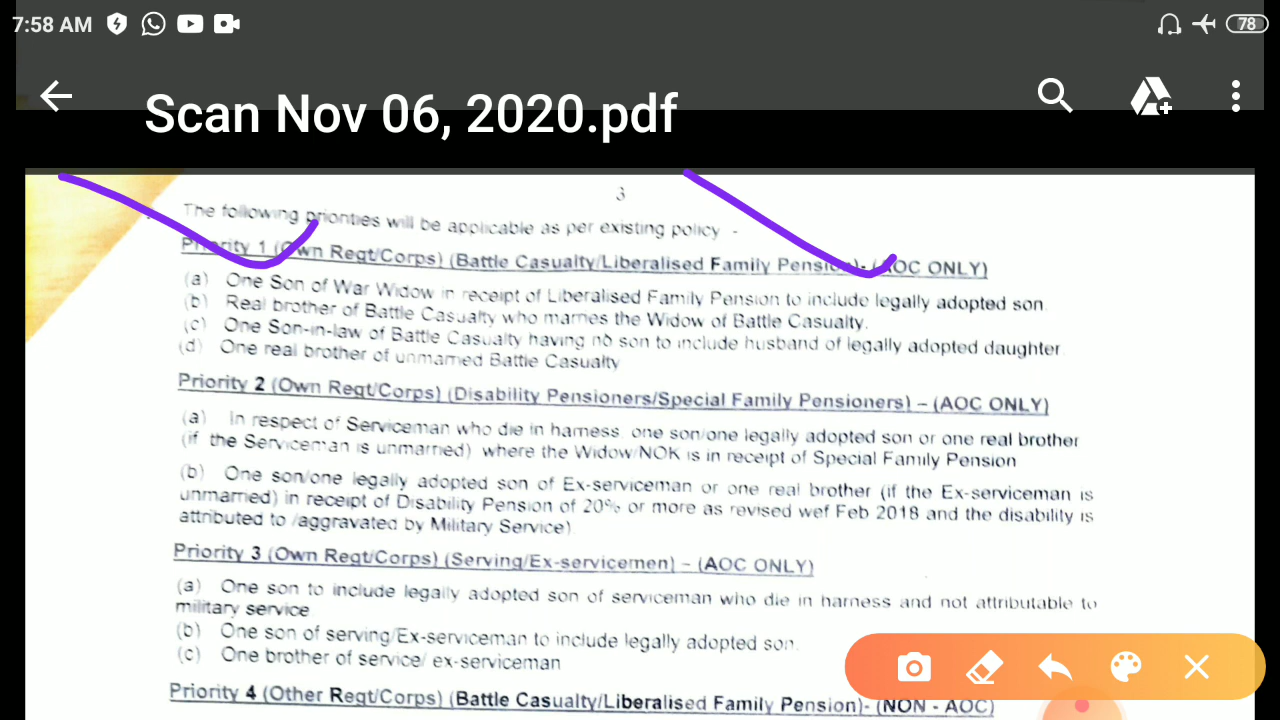 7:58 AM
78
Scan Nov 06, 2020.pdf
3
The following priorities will be applicable as per existing policy -
Priority 1 (Own Regt/Corps) (Battle Casualty/Liberalised Family Pension)- (AOC ONLY)
(a) One Son of War Widow in receipt of Liberalised Family Pension to include legally adopted son.
(b) Real brother of Battle Casualty who marries the Widow of Battle Casualty.
(c) One Son-in-law of Battle Casualty having no son to include husband of legally adopted daughter.
(d) One real brother of unmarried Battle Casualty
Priority 2 (Own Regt/Corps) (Disability Pensioners/Special Family Pensioners) – (AOC ONLY)
(a) In respect of Serviceman who die in harness, one son/one legally adopted son or one real brother
(if the Serviceman is unmarried) where the Widow/NOK is in receipt of Special Family Pension
(b) One son/one legally adopted son of Ex-serviceman or one real brother (if the Ex-serviceman is
unmarried) in receipt of Disability Pension of 20% or more as revised wef Feb 2018 and the disability is
attributed to /aggravated by Military Service)
Priority 3 (Own Regt/Corps) (Serving/Ex-servicemen) – (AOC ONLY)
(a) One son to include legally adopted son of serviceman who die in harness and not attributable to
military service
(b) One son of serving/Ex-serviceman to include legally adopted son.
(c) One brother of service/ ex-serviceman
Priority 4 (Other Regt/Corps) (Battle Casualty/Liberalised Family Pension)- (NON - AOC)